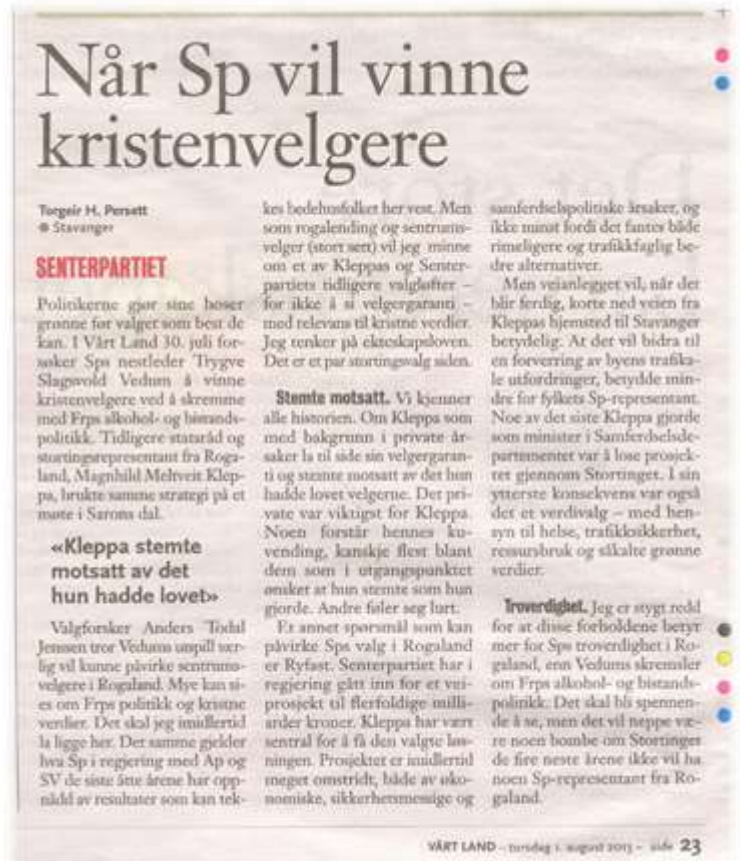 Når Sp vil vinne
kristenvelgere
Torgeir H. Persett
Stavanger
SENTERPARTIET
Politikerne gjør sine hoser
grønne før valget som best de
kan. I Vårt Land 30. juli for-
søker Sps nestleder Trygve
Slagsvold Vedum å vinne
kristenvelgere ved å skremme
med Frps alkohol- og bistands-
politikk. Tidligere statsråd og
stortingsrepresentant fra Roga-
land, Magnhild Meltveit Klep-
pa, brukte samme strategi på et
møte i Sarons dal.
«Kleppa stemte
motsatt av det
hun hadde lovet»
Valgforsker Anders Todal
Jenssen tror Vedums utspill sær-
lig vil kunne påvirke sentrums-
velgere i Rogaland. Mye kan si-
es om Frps politikk og kristne
verdier. Det skal jeg imidlertid
la ligge her. Det samme gjelder
hva Sp i regjering med Ap og
SV de siste åtte årene har opp-
nådd av resultater som kan tek-
kes bedehusfolket her vest. Men
som rogalending og sentrums-
velger (stort sett) vil jeg minne
om et av Kleppas og Senter-
partiets tidligere valgløfter –
for ikke å si velgergaranti –
med relevans til kristne verdier.
Jeg tenker på ekteskapsloven.
Det er et par stortingsvalg siden.
Stemte motsatt. Vi kjenner
alle historien. Om Kleppa som
med bakgrunn i private år-
saker la til side sin velgergaran-
ti og stemte motsatt av det hun
hadde lovet velgerne. Det pri-
vate var viktigst for Kleppa.
Noen forstår hennes ku-
vending, kanskje flest blant
dem som i utgangspunktet
ønsket at hun stemte som hun
gjorde. Andre føler seg lurt.
Et annet spørsmål som kan
påvirke Sps valg i Rogaland
er Ryfast. Senterpartiet har i
regjering gått inn for et vei-
prosjekt til flerfoldige milli-
arder kroner. Kleppa har vært
sentral for å få den valgte løs-
ningen. Prosjektet er imidlertid
meget omstridt, både av øko-
nomiske, sikkerhetsmessige og
samferdselspolitiske årsaker, og
ikke minst fordi det fantes både
rimeligere og trafikkfaglig be-
dre alternativer.
Men veianlegget vil, når det
blir ferdig, korte ned veien fra
Kleppas hjemsted til Stavanger
betydelig. At det vil bidra til
en forverring av byens trafika-
le utfordringer, betydde min-
dre for fylkets Sp-representant.
Noe av det siste Kleppa gjorde
som minister i Samferdselsde-
partementet var å lose prosjek-
tet gjennom Stortinget. I sin
ytterste konsekvens var også
det et verdivalg – med hen-
syn til helse, trafikksikkerhet,
ressursbruk og såkalte grønne
verdier.
Troverdighet. Jeg er stygt redd
for at disse forholdene betyr
mer for Sps troverdighet i Ro-
galand, enn Vedums skremsler
om Frps alkohol- og bistands-
politikk. Det skal bli spennen-
de å se, men det vil neppe væ-
re noen bombe om Stortinget
de fire neste årene ikke vil ha
noen Sp-representant fra Ro-
galand.
VÅRT LAND – torsdag 1. august 2013 – side 23